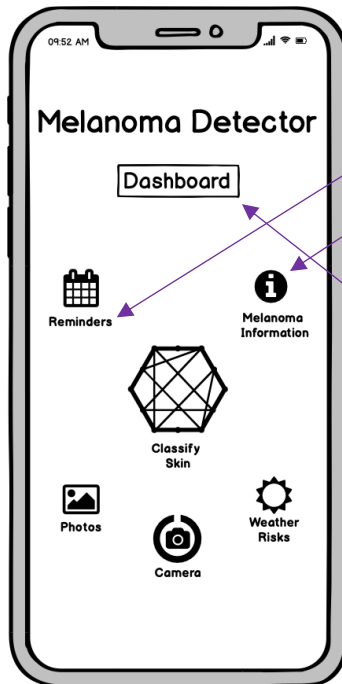 09:52 AM
Melanoma Detector
Dashboard
Reminders
Melanoma
Information
Classify
Skin
Photos
Weather
Risks
Camera